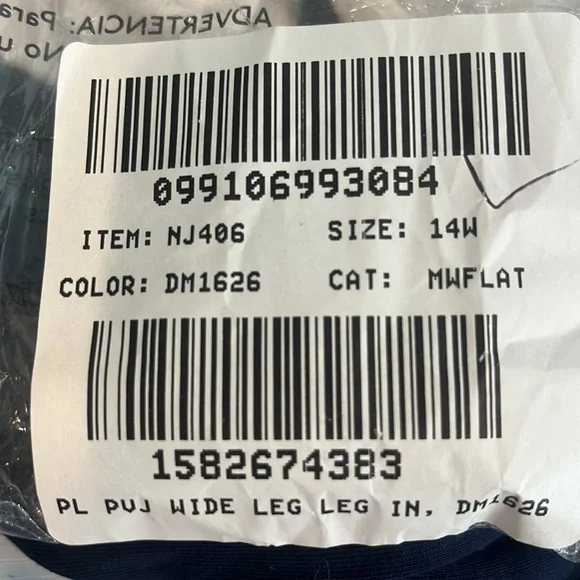 ADVERTENCIA: Para
No u
099106993084
ITEM: NJ406 SIZE: 14W
COLOR: DM1626 CAT: MWFLAT
1582674383
PL PVJ WIDE LEG LEG IN, DM1626